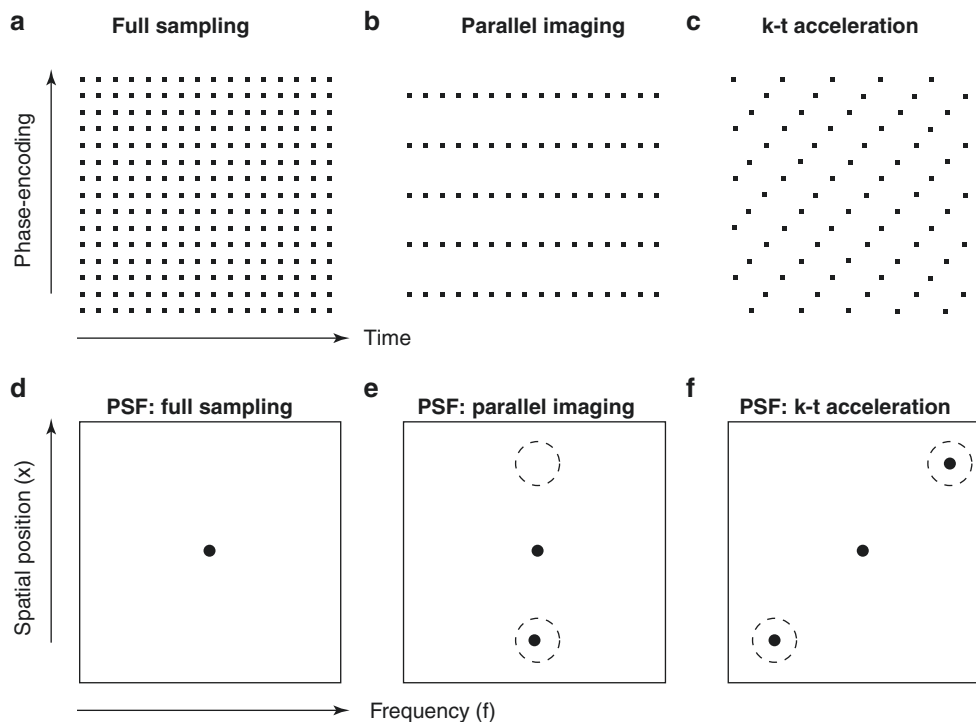 a Full sampling
b Parallel imaging
c k-t acceleration
Phase-encoding
Time
d PSF: full sampling
e PSF: parallel imaging
f PSF: k-t acceleration
Spatial position (x)
Frequency (f)